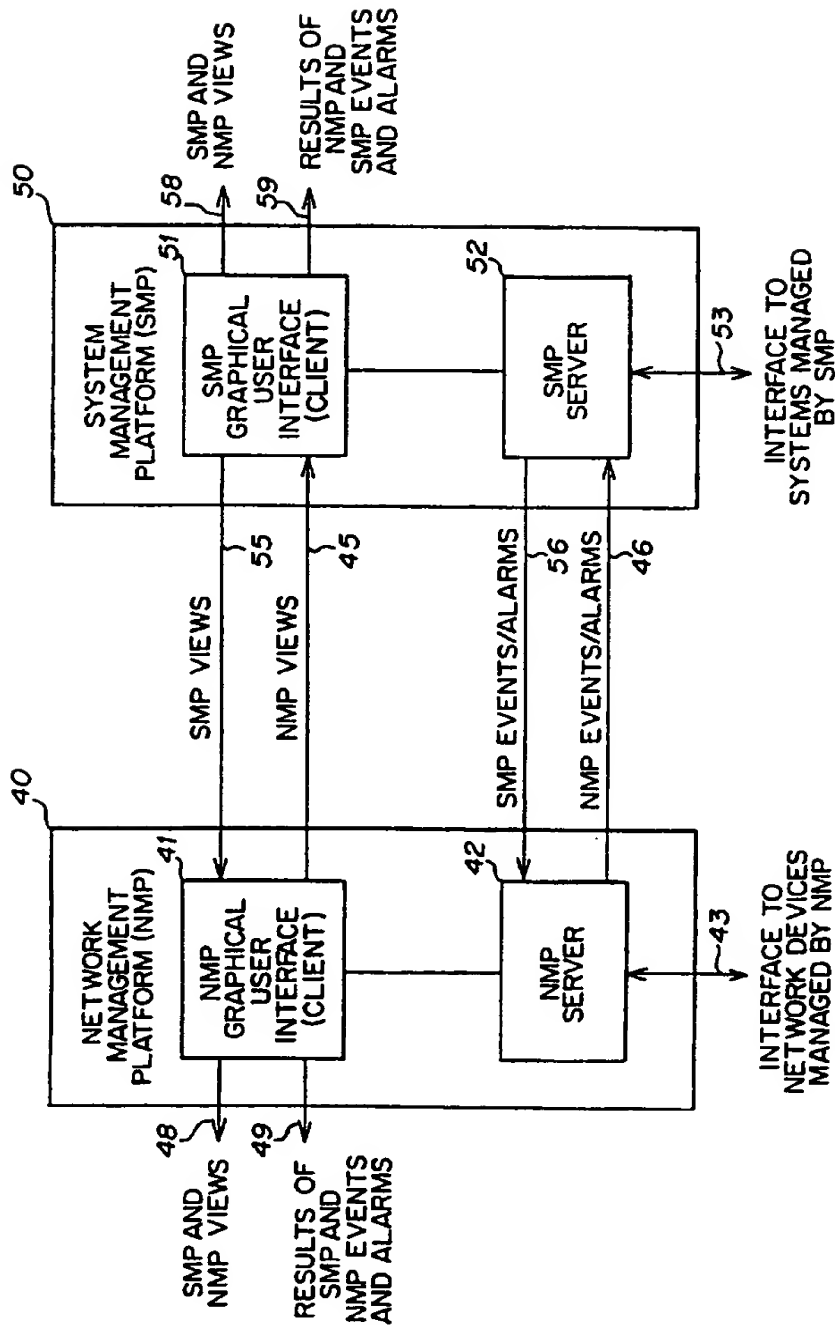 40
NETWORK
MANAGEMENT
PLATFORM (NMP)
41
NMP
GRAPHICAL
USER
INTERFACE
(CLIENT)
42
NMP
SERVER
43
INTERFACE TO
NETWORK DEVICES
MANAGED BY NMP
48
SMP AND
NMP VIEWS
49
RESULTS OF
SMP AND
NMP EVENTS
AND ALARMS
SMP VIEWS
55
NMP VIEWS
45
SMP EVENTS/ALARMS
56
NMP EVENTS/ALARMS
46
50
SYSTEM
MANAGEMENT
PLATFORM (SMP)
51
SMP
GRAPHICAL
USER
INTERFACE
(CLIENT)
52
SMP
SERVER
53
INTERFACE TO
SYSTEMS MANAGED
BY SMP
58
SMP AND
NMP VIEWS
59
RESULTS OF
NMP AND
SMP EVENTS
AND ALARMS